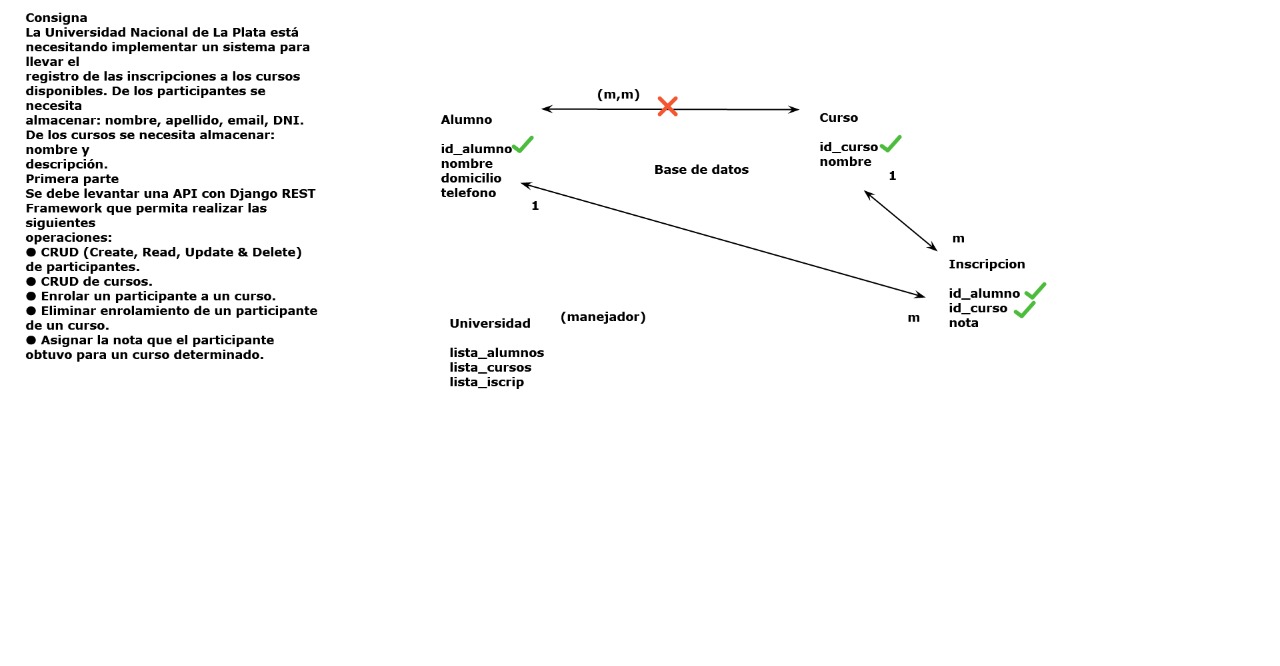 Consigna
La Universidad Nacional de La Plata está
necesitando implementar un sistema para
llevar el
registro de las inscripciones a los cursos
disponibles. De los participantes se
necesita
almacenar: nombre, apellido, email, DNI.
De los cursos se necesita almacenar:
nombre y
descripción.
Primera parte
Se debe levantar una API con Django REST
Framework que permita realizar las
siguientes
operaciones:
● CRUD (Create, Read, Update & Delete)
de participantes.
● CRUD de cursos.
● Enrolar un participante a un curso.
● Eliminar enrolamiento de un participante
de un curso.
● Asignar la nota que el participante
obtuvo para un curso determinado.
(m,m)
Alumno
id_alumno
nombre
domicilio
telefono
1
Base de datos
Curso
id_curso
nombre
1
m
Inscripcion
id_alumno
id_curso
nota
m
Universidad
(manejador)
lista_alumnos
lista_cursos
lista_iscrip